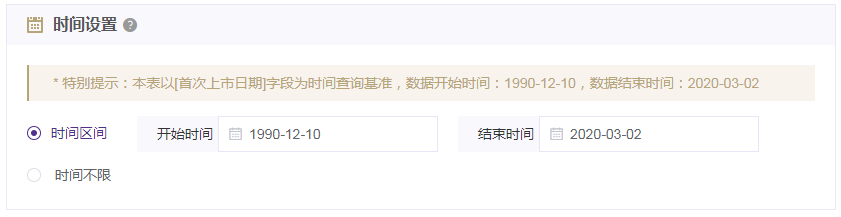 时间设置 ?
* 特别提示：本表以[首次上市日期]字段为时间查询基准，数据开始时间：1990-12-10，数据结束时间：2020-03-02
时间区间 开始时间 1990-12-10 结束时间 2020-03-02
时间不限